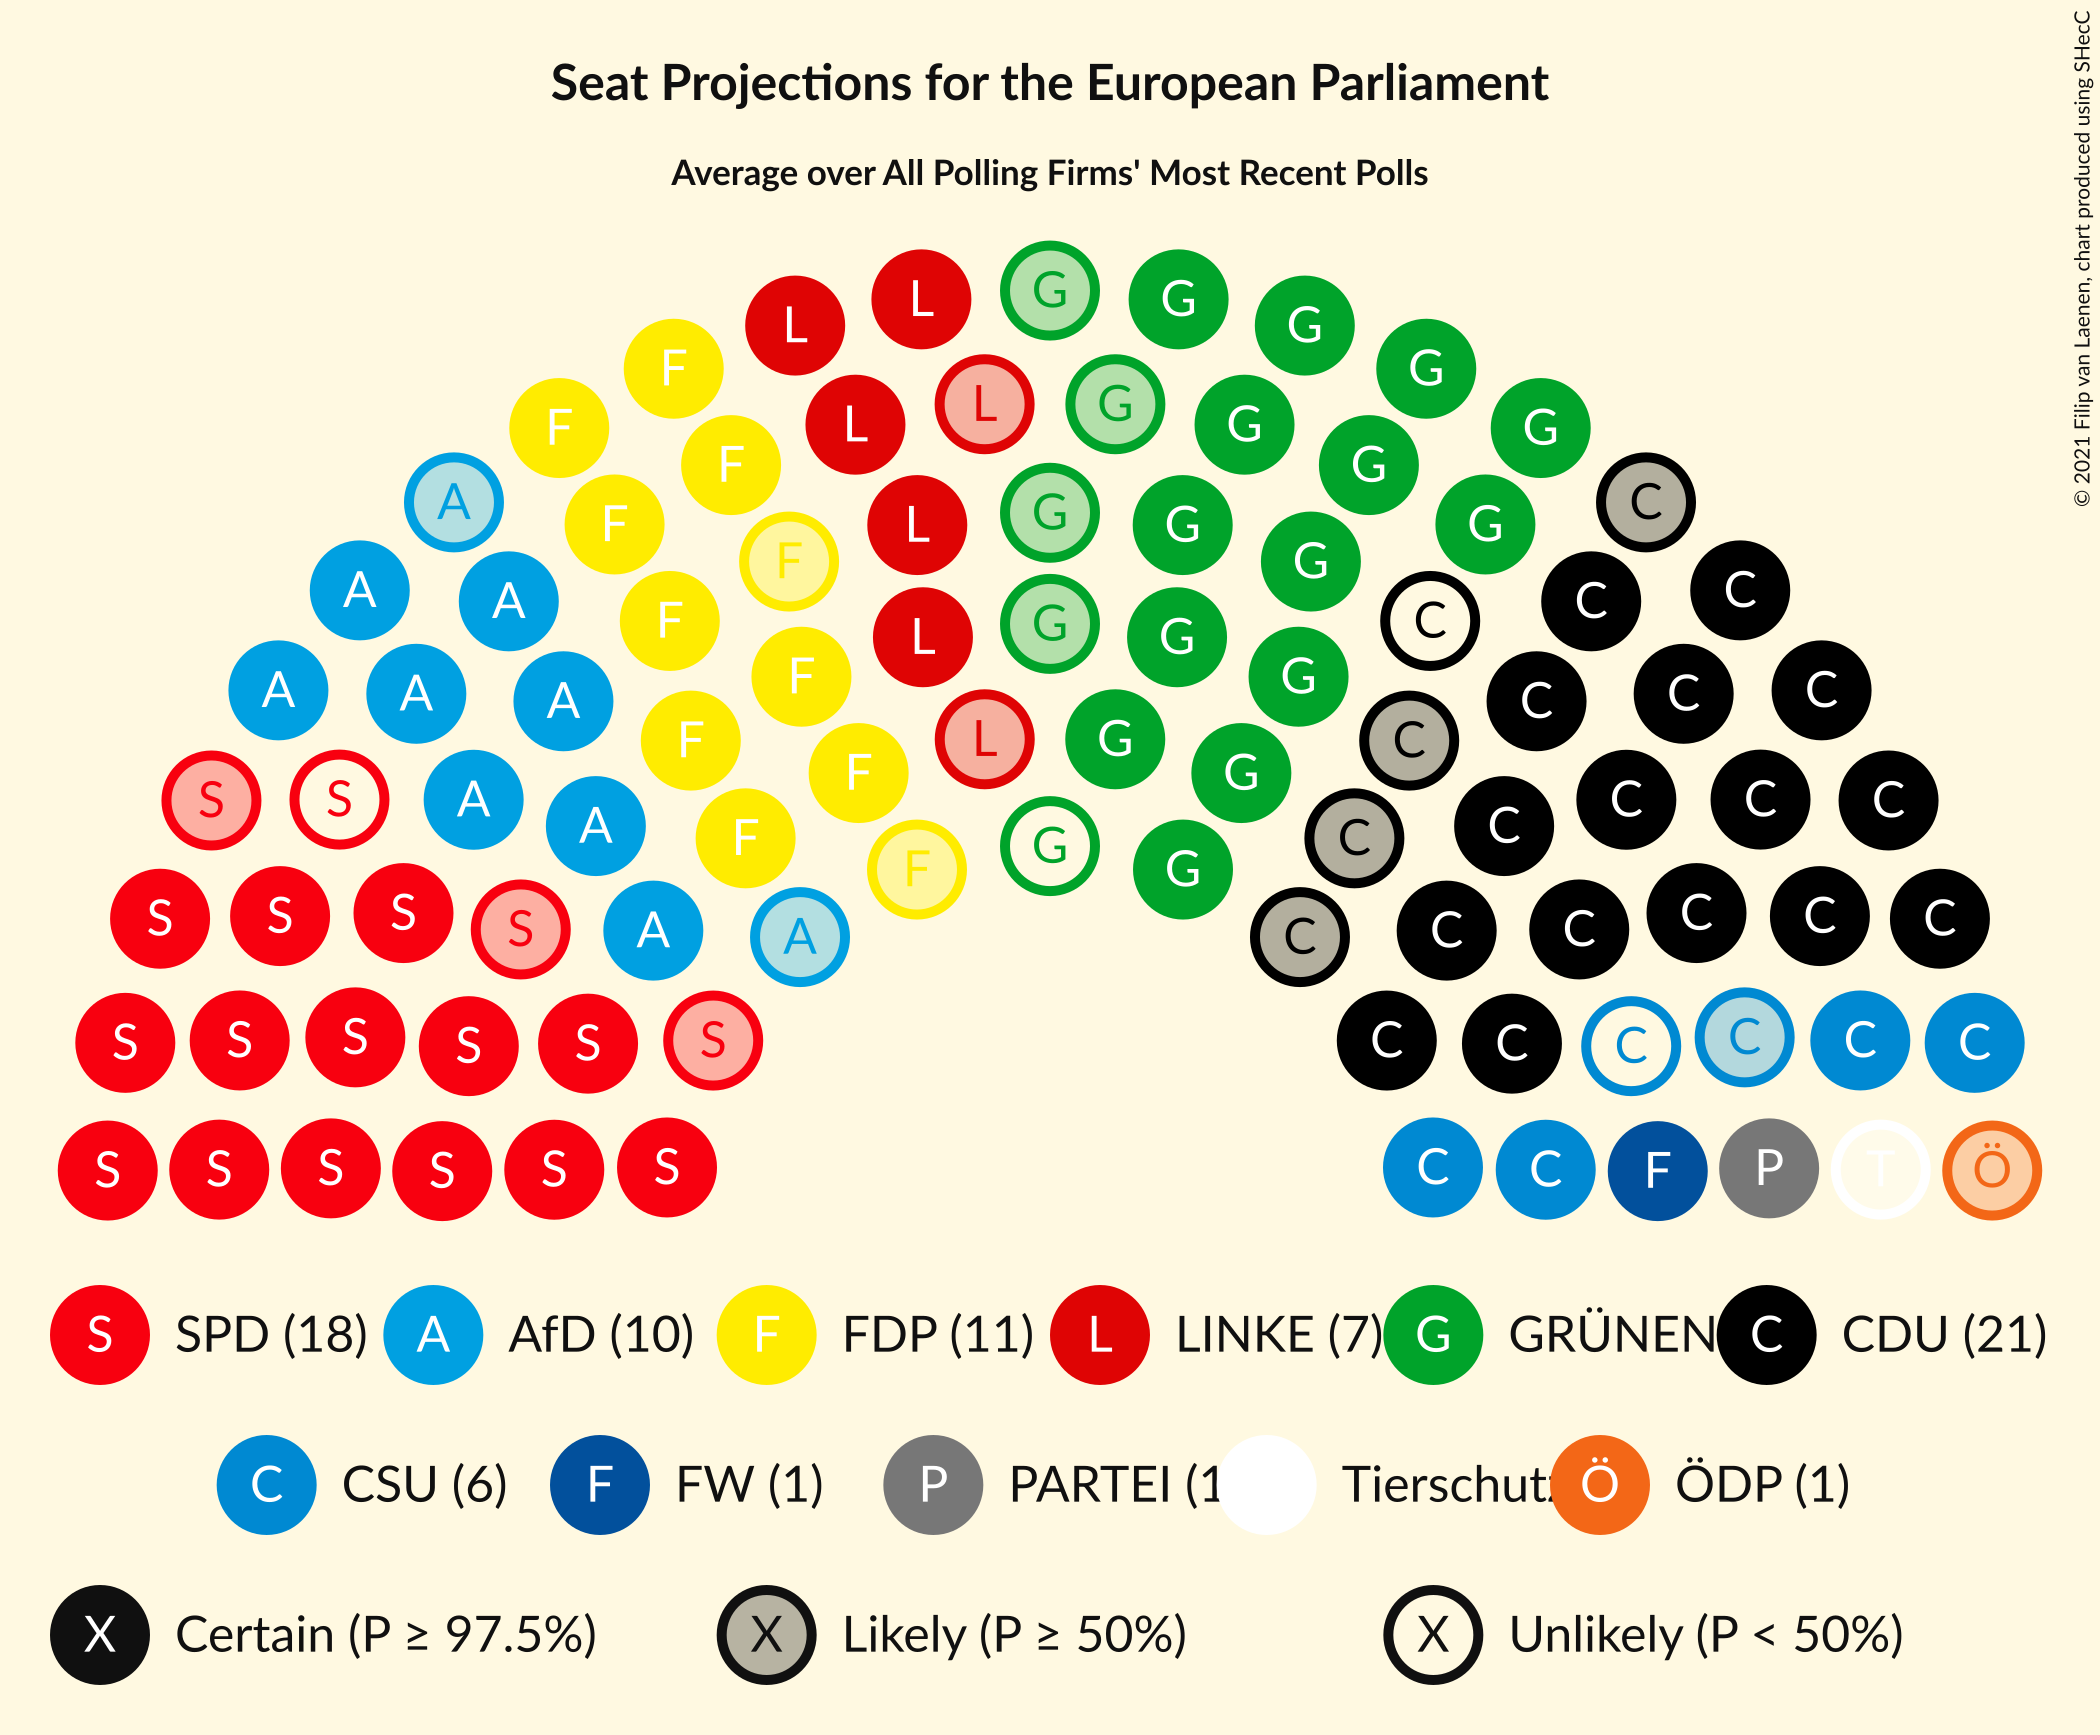 Seat Projections for the European Parliament
Average over All Polling Firms' Most Recent Polls
© 2021 Filip van Laenen, chart produced using SHecC
L L G G G
F L L G G G G
F F L G G G G C
A F F L G G G C C C
A A F F L G G C C C C
A A A F F L G G C C C C
S S A A F F G G C C C C C
S S S S A A F C C C C C C
S S S S S S C C C C C C
S S S S S S C C F P T Ö
S SPD (18) A AfD (10) F FDP (11) L LINKE (7) G GRÜNEN C CDU (21)
C CSU (6) F FW (1) P PARTEI (1 Tierschutz Ö ÖDP (1)
X Certain (P ≥ 97.5%) X Likely (P ≥ 50%) X Unlikely (P < 50%)